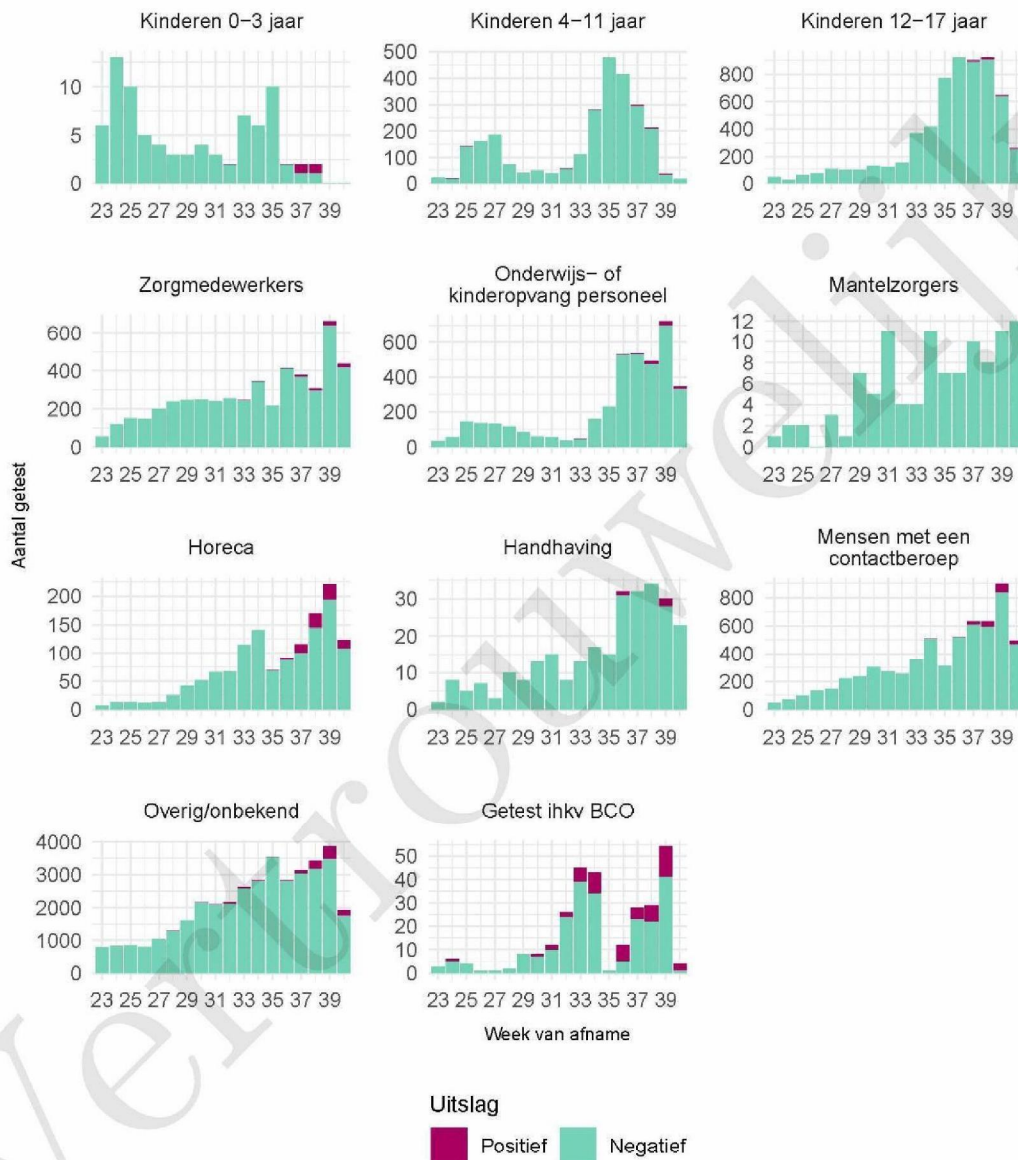 Kinderen 0−3 jaar
Kinderen 4−11 jaar
Kinderen 12−17 jaar
10
5
0
23 25 27 29 31 33 35 37 39
500
400
300
200
100
0
23 25 27 29 31 33 35 37 39
800
600
400
200
0
23 25 27 29 31 33 35 37 39
Zorgmedewerkers
Onderwijs− of
kinderopvang personeel
Mantelzorgers
600
400
200
0
23 25 27 29 31 33 35 37 39
600
400
200
0
23 25 27 29 31 33 35 37 39
12
10
8
6
4
2
0
23 25 27 29 31 33 35 37 39
Aantal getest
Horeca
Handhaving
Mensen met een
contactberoep
200
150
100
50
0
23 25 27 29 31 33 35 37 39
30
20
10
0
23 25 27 29 31 33 35 37 39
800
600
400
200
0
23 25 27 29 31 33 35 37 39
Overig/onbekend
Getest ihkv BCO
4000
3000
2000
1000
0
23 25 27 29 31 33 35 37 39
50
40
30
20
10
0
23 25 27 29 31 33 35 37 39
Week van afname
Uitslag
Positief
Negatief
Vertrouwelijk